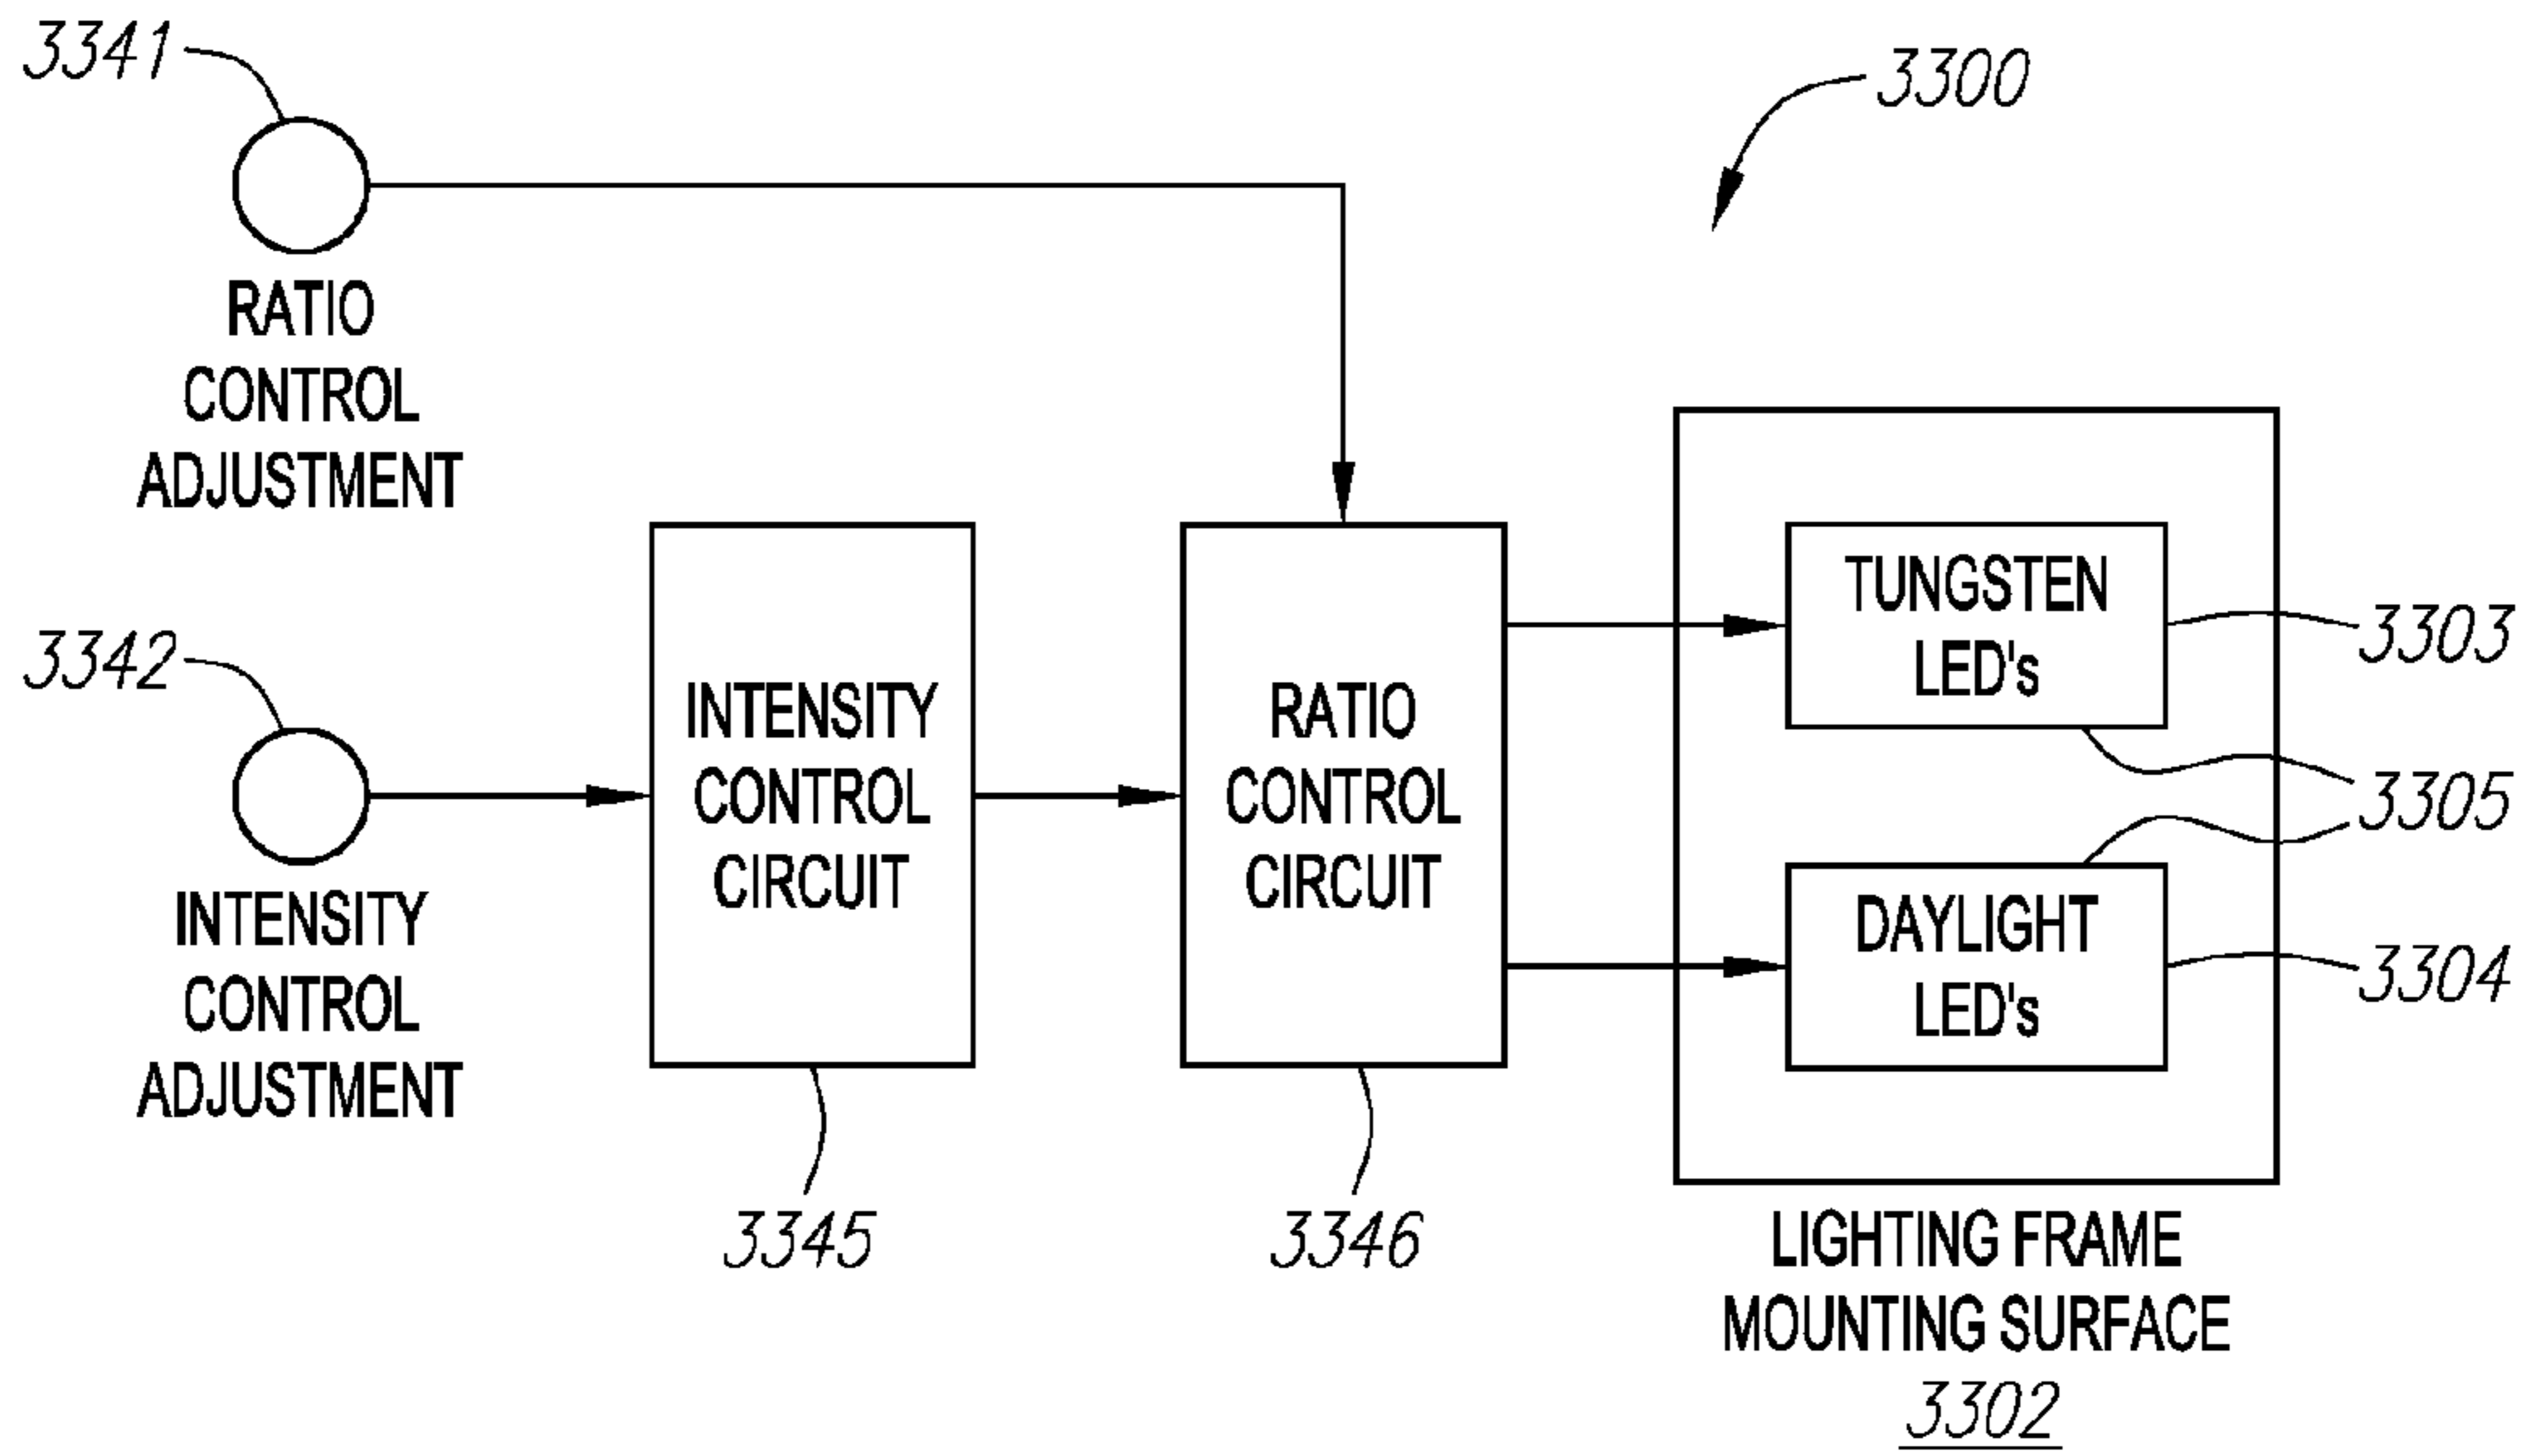 3341
3300
RATIO
CONTROL
ADJUSTMENT
3342
INTENSITY
CONTROL
ADJUSTMENT
INTENSITY
CONTROL
CIRCUIT
3345
RATIO
CONTROL
CIRCUIT
3346
TUNGSTEN
LED's
3303
3305
DAYLIGHT
LED's
3304
LIGHTING FRAME
MOUNTING SURFACE
3302